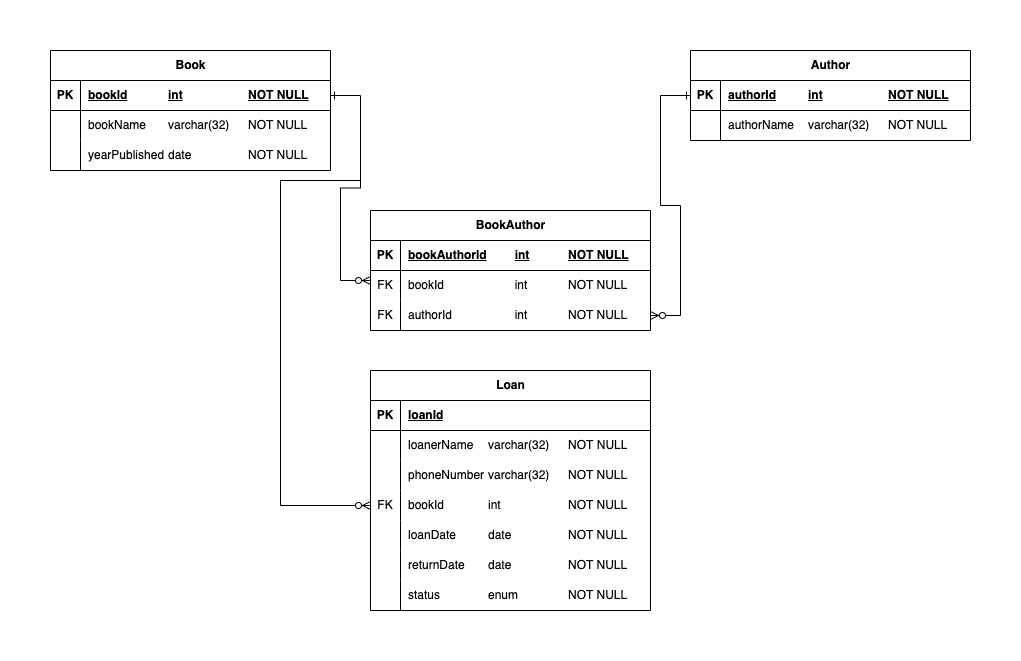 Book
PK bookId int NOT NULL
bookName varchar(32) NOT NULL
yearPublished date NOT NULL
Author
PK authorId int NOT NULL
authorName varchar(32) NOT NULL
BookAuthor
PK bookAuthorId int NOT NULL
FK bookId int NOT NULL
FK authorId int NOT NULL
Loan
PK loanId
loanerName varchar(32) NOT NULL
phoneNumber varchar(32) NOT NULL
FK bookId int NOT NULL
loanDate date NOT NULL
returnDate date NOT NULL
status enum NOT NULL